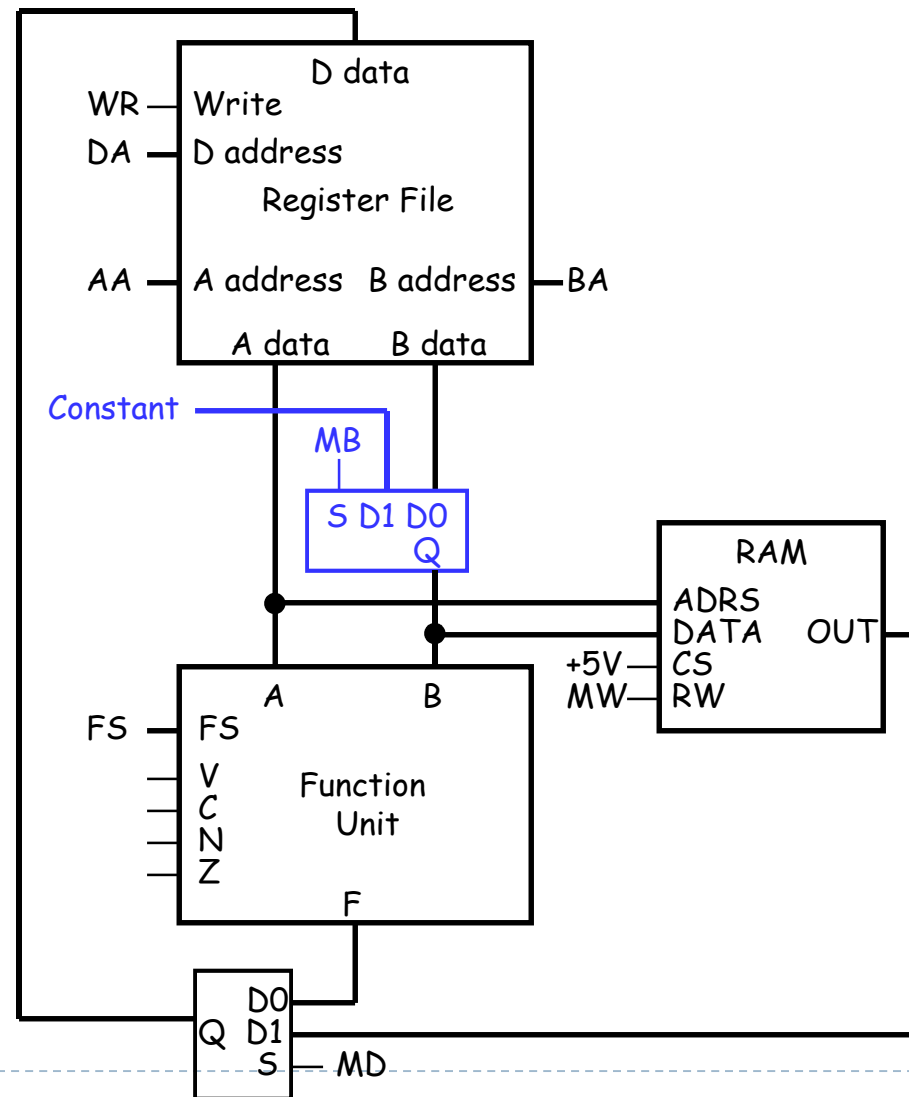 D data
WR Write
DA D address
Register File
AA A address B address BA
A data B data
Constant
MB
S D1 D0
Q
RAM
ADRS
DATA OUT
+5V CS
MW RW
A B
FS FS
V
C
N
Z
Function
Unit
F
D0
Q D1
S MD